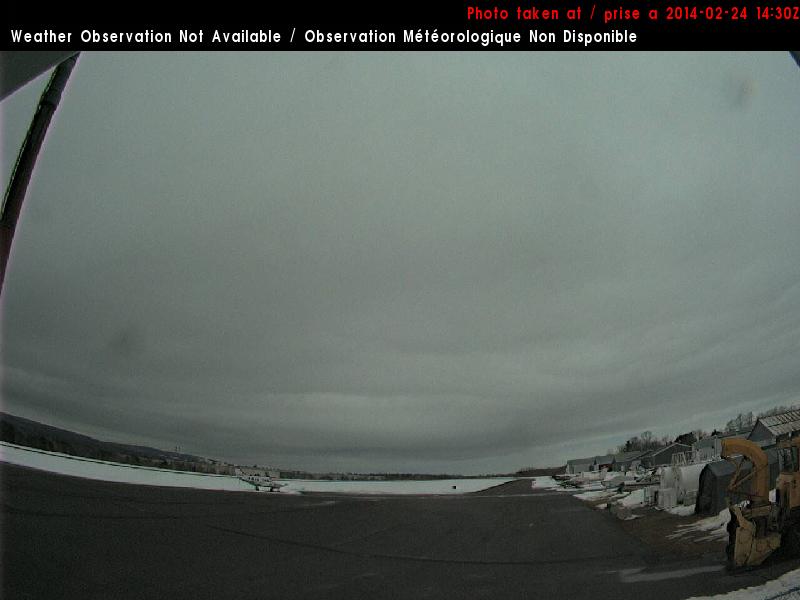 Photo taken at / prise a 2014-02-24 14:30Z
Weather Observation Not Available / Observation Météorologique Non Disponible